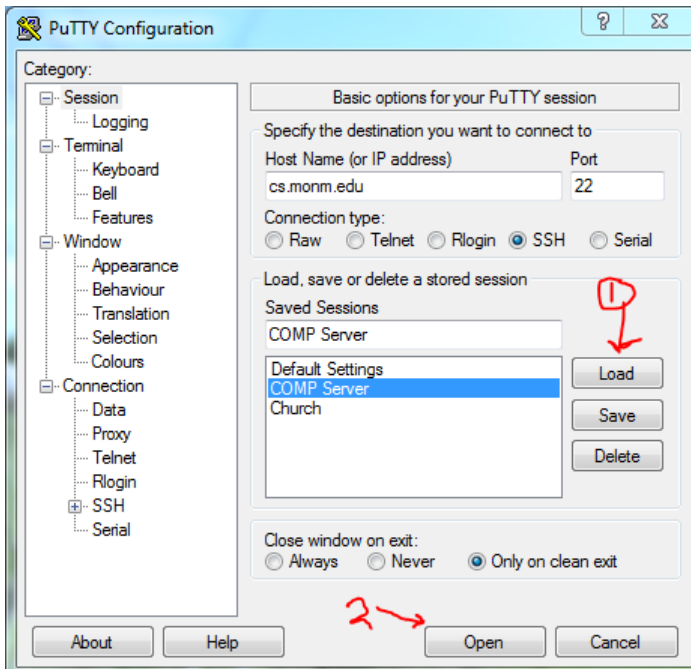 PuTTY Configuration
Category:
Session
Logging
Terminal
Keyboard
Bell
Features
Window
Appearance
Behaviour
Translation
Selection
Colours
Connection
Data
Proxy
Telnet
Rlogin
SSH
Serial
Basic options for your PuTTY session
Specify the destination you want to connect to
Host Name (or IP address) Port
cs.monm.edu 22
Connection type:
Raw Telnet Rlogin SSH Serial
Load, save or delete a stored session
1
Saved Sessions
COMP Server
Default Settings
COMP Server
Church
Load
Save
Delete
Close window on exit:
Always Never Only on clean exit
2
About Help Open Cancel